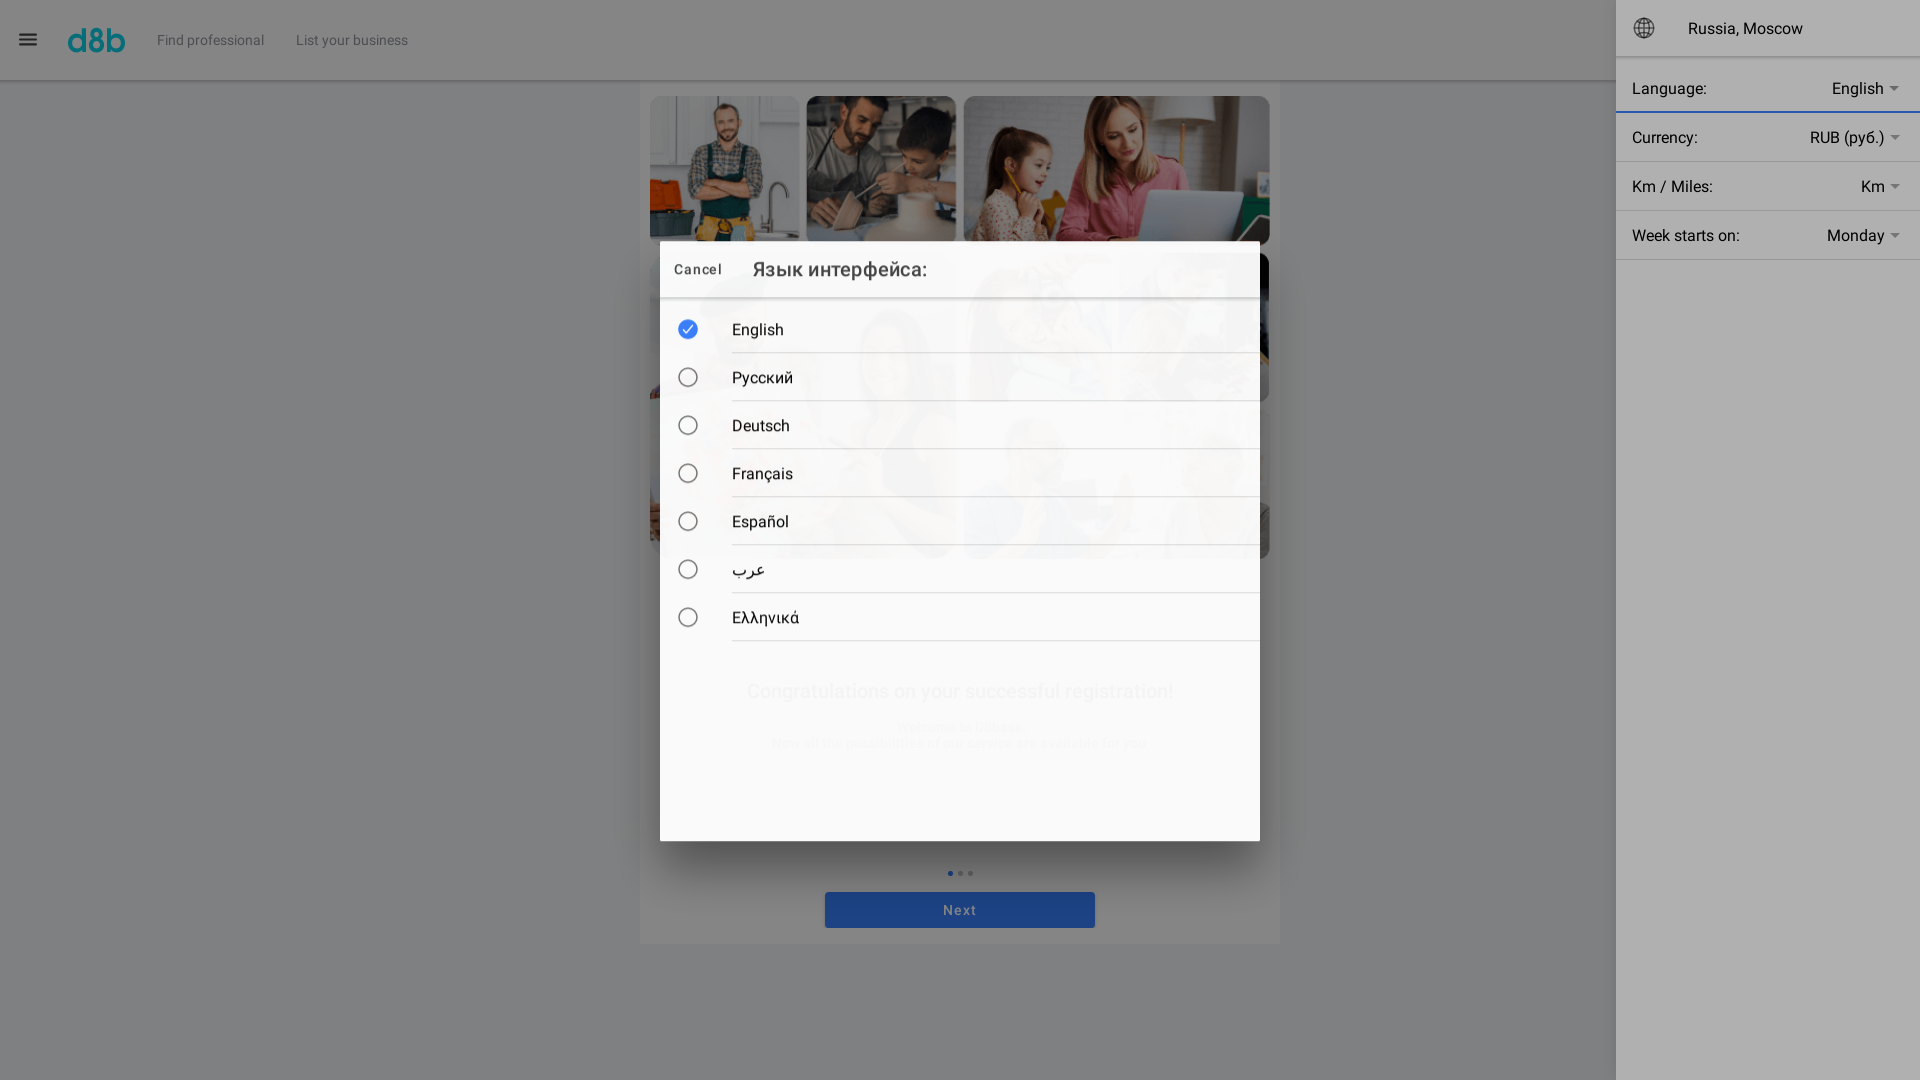 d8b
Find professional
List your business
Russia, Moscow
Language:
English
Currency:
RUB (руб.)
Km / Miles:
Km
Week starts on:
Monday
Cancel
Язык интерфейса:
English
Русский
Deutsch
Français
Español
عرب
Ελληνικά
Congratulations on your successful registration!
Next